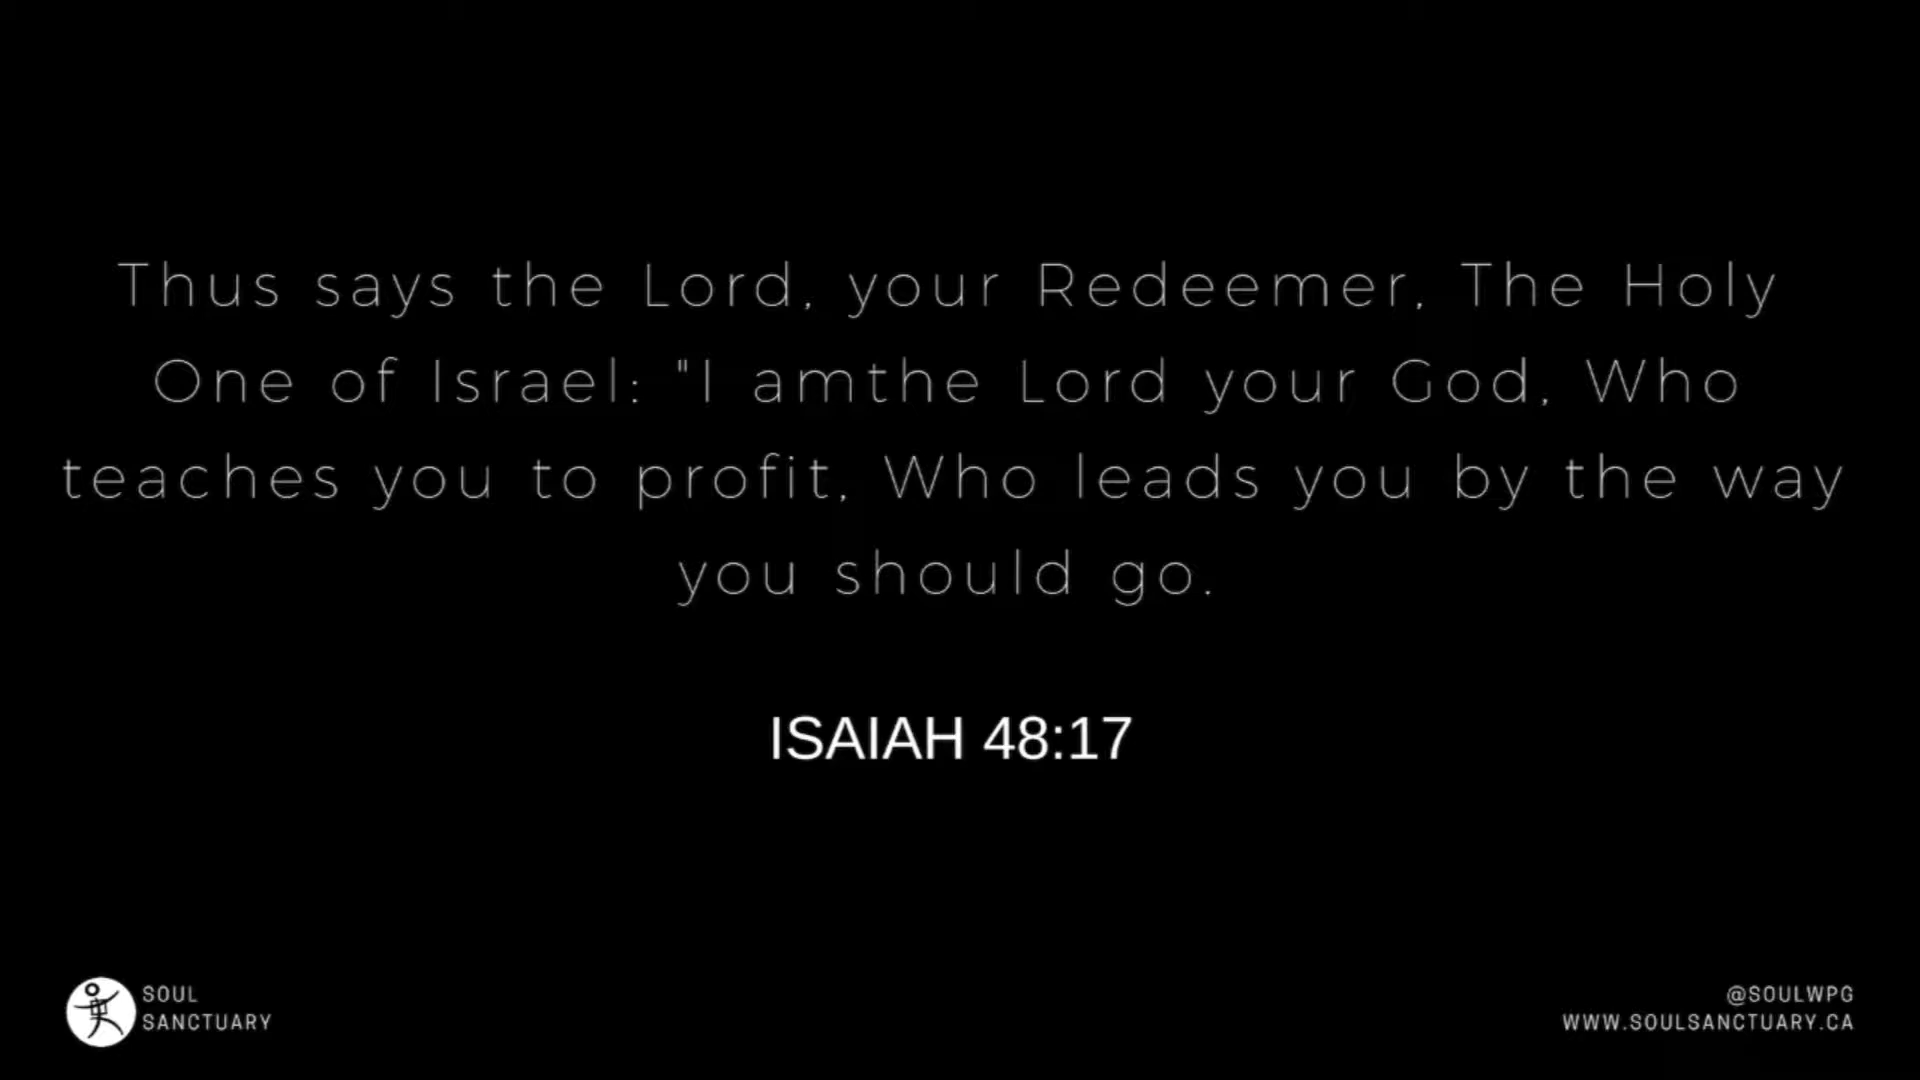 Thus says the Lord, your Redeemer, The Holy
One of Israel: "I amthe Lord your God, Who
teaches you to profit, Who leads you by the way
you should go.
ISAIAH 48:17
SOUL
SANCTUARY
@SOULWPG
WWW.SOULSANCTUARY.CA